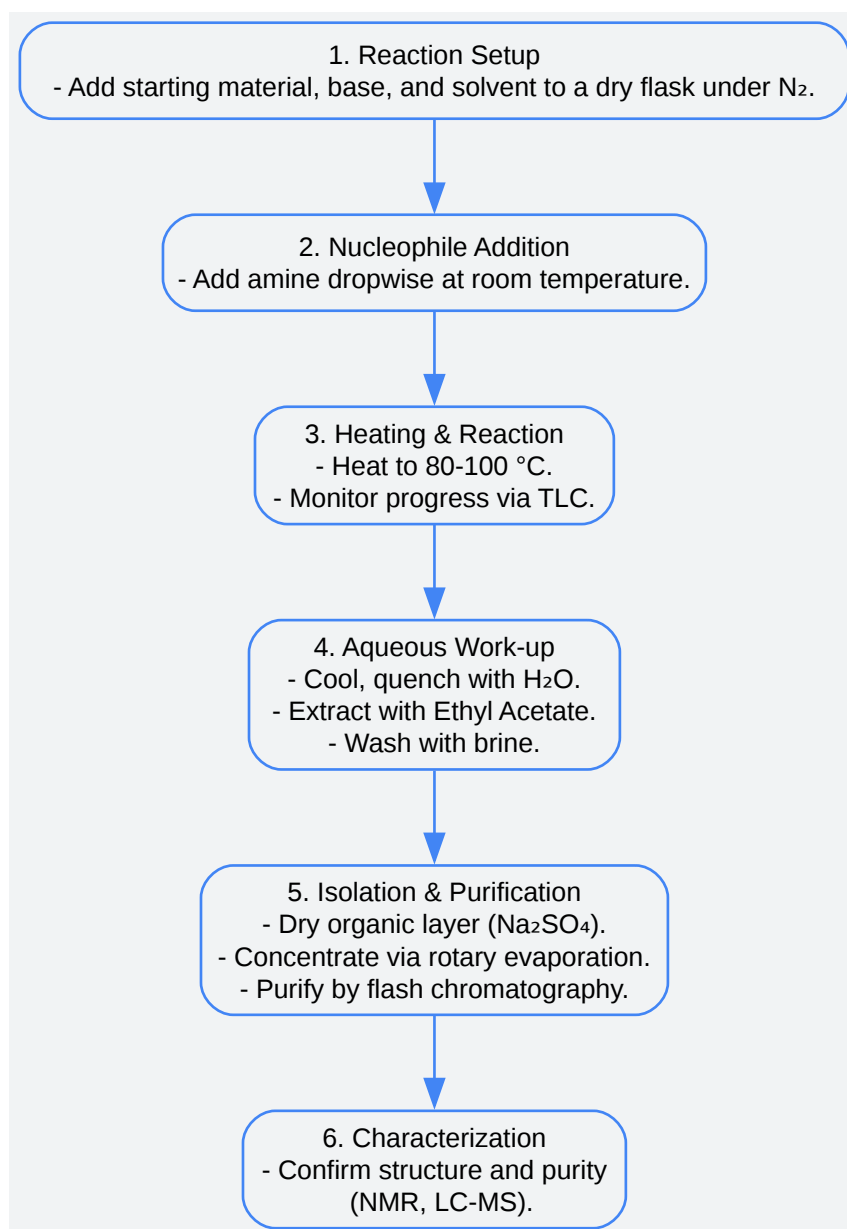 1. Reaction Setup
- Add starting material, base, and solvent to a dry flask under N₂.
2. Nucleophile Addition
- Add amine dropwise at room temperature.
3. Heating & Reaction
- Heat to 80-100 °C.
- Monitor progress via TLC.
4. Aqueous Work-up
- Cool, quench with H₂O.
- Extract with Ethyl Acetate.
- Wash with brine.
5. Isolation & Purification
- Dry organic layer (Na₂SO₄).
- Concentrate via rotary evaporation.
- Purify by flash chromatography.
6. Characterization
- Confirm structure and purity
(NMR, LC-MS).